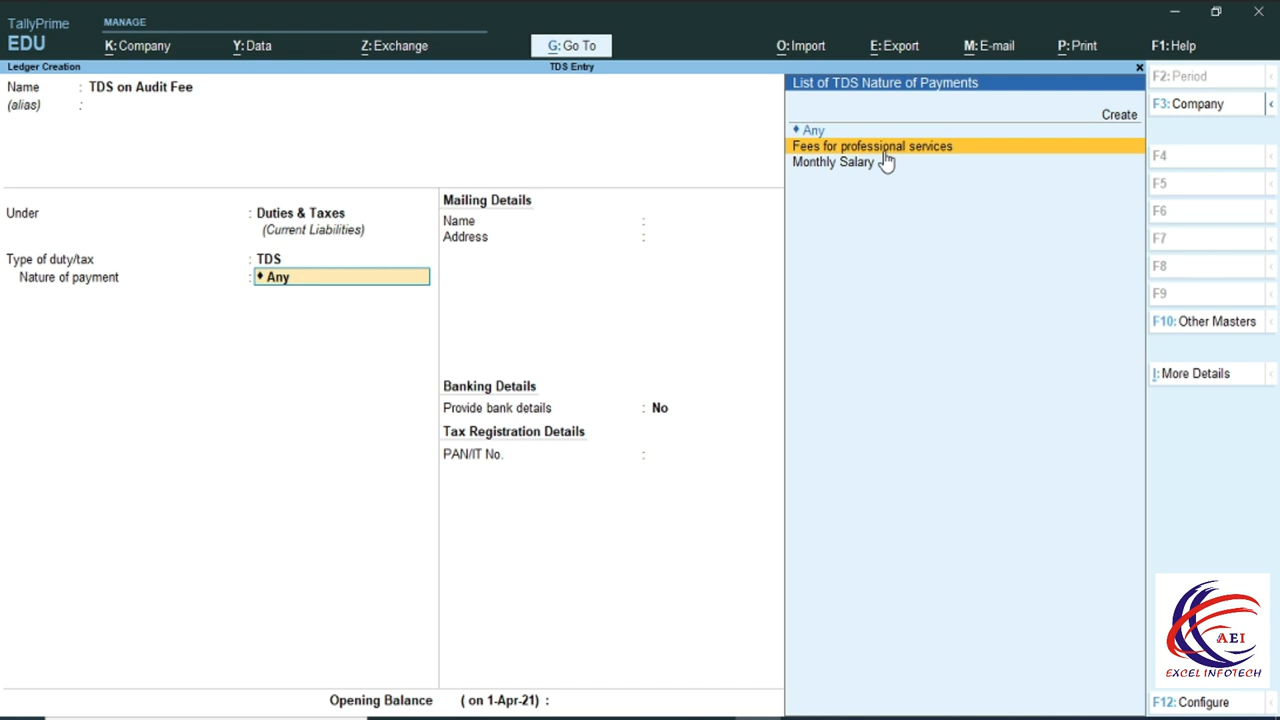 TallyPrime
EDU
MANAGE
K: Company
Y: Data
Z: Exchange
G: Go To
O: Import
E: Export
M: E-mail
P: Print
F1: Help
Ledger Creation
TDS Entry
Name : TDS on Audit Fee
(alias) :
Under : Duties & Taxes
(Current Liabilities)
Type of duty/tax : TDS
Nature of payment : ♦ Any
Mailing Details
Name :
Address :
Banking Details
Provide bank details : No
Tax Registration Details
PAN/IT No. :
Opening Balance ( on 1-Apr-21) :
List of TDS Nature of Payments
Create
♦ Any
Fees for professional services
Monthly Salary
F2: Period
F3: Company
F4
F5
F6
F7
F8
F9
F10: Other Masters
I: More Details
AEI
EXCEL INFOTECH
F12: Configure